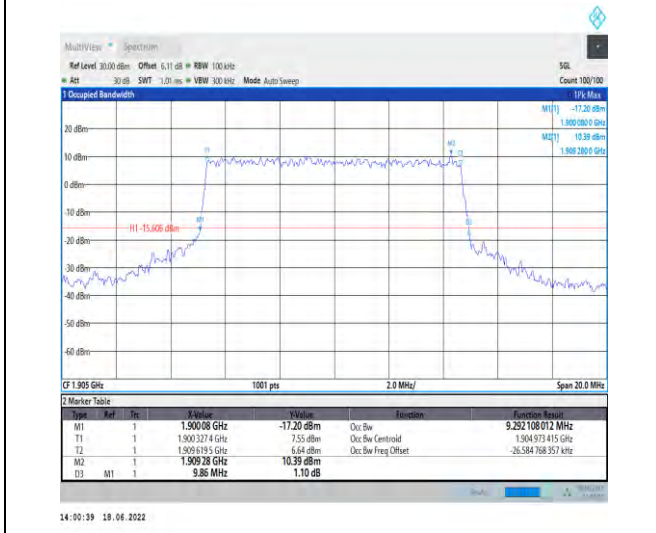 MultiView Spectrum
Ref Level 30.00 dBm Offset 6.11 dB RBW 100 kHz SGL
Att 30 dB SWT 1.01 ms VBW 300 kHz Mode Auto Sweep Count 100/100
1 Occupied Bandwidth 1Pk Max
M1[1] -17.20 dBm
1.900 080 0 GHz
M2[1] 10.39 dBm
1.909 280 0 GHz
20 dBm
M2
T1 T2
10 dBm
0 dBm
-10 dBm
M1 D3
H1 -15.606 dBm
-20 dBm
-30 dBm
-40 dBm
-50 dBm
-60 dBm
CF 1.905 GHz 1001 pts 2.0 MHz/ Span 20.0 MHz
2 Marker Table
Type Ref Trc X-Value Y-Value Function Function Result
M1 1 1.90008 GHz -17.20 dBm Occ Bw 9.292 108 012 MHz
T1 1 1.900 327 4 GHz 7.55 dBm Occ Bw Centroid 1.904 973 415 GHz
T2 1 1.909 619 5 GHz 6.64 dBm Occ Bw Freq Offset -26.584 768 357 kHz
M2 1 1.909 28 GHz 10.39 dBm
D3 M1 1 9.86 MHz 1.10 dB
14:00:39 18.06.2022